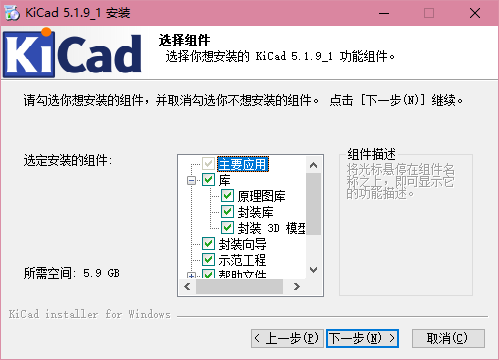 KiCad 5.1.9_1 安装
KiCad
选择组件
选择你想安装的 KiCad 5.1.9_1 功能组件。
请勾选你想安装的组件，并取消勾选你不想安装的组件。 点击 [下一步(N)] 继续。
选定安装的组件:
主要应用
库
原理图库
封装库
封装 3D 模型
封装向导
示范工程
帮助文件
组件描述
将光标悬停在组件名
称之上，即可显示它
的功能描述。
所需空间: 5.9 GB
KiCad installer for Windows
< 上一步(P)
下一步(N) >
取消(C)